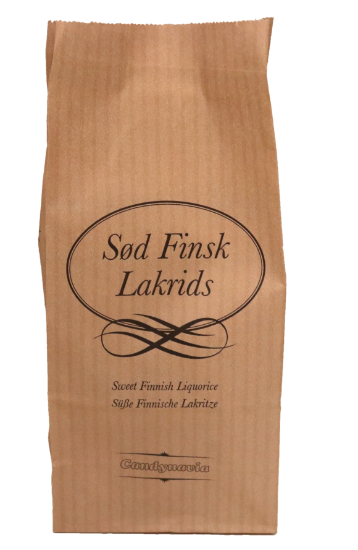 Sød Finsk
Lakrids
Sweet Finnish Liquorice
Süße Finnische Lakritze
Candynavia